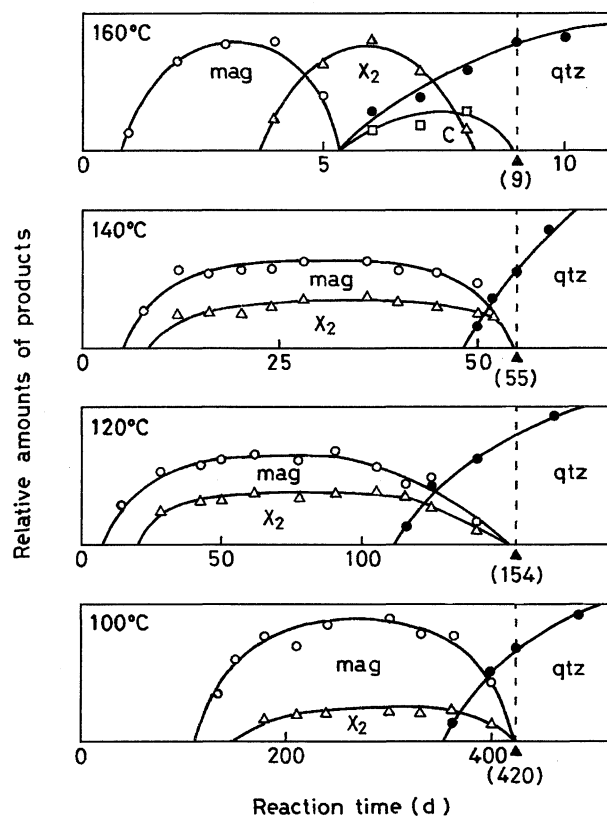 160°C
mag
X₂
qtz
C
0
5
10
(9)
140°C
mag
X₂
qtz
0
25
50
(55)
120°C
mag
X₂
qtz
0
50
100
(154)
100°C
mag
X₂
qtz
0
200
400
(420)
Reaction time (d)
Relative amounts of products